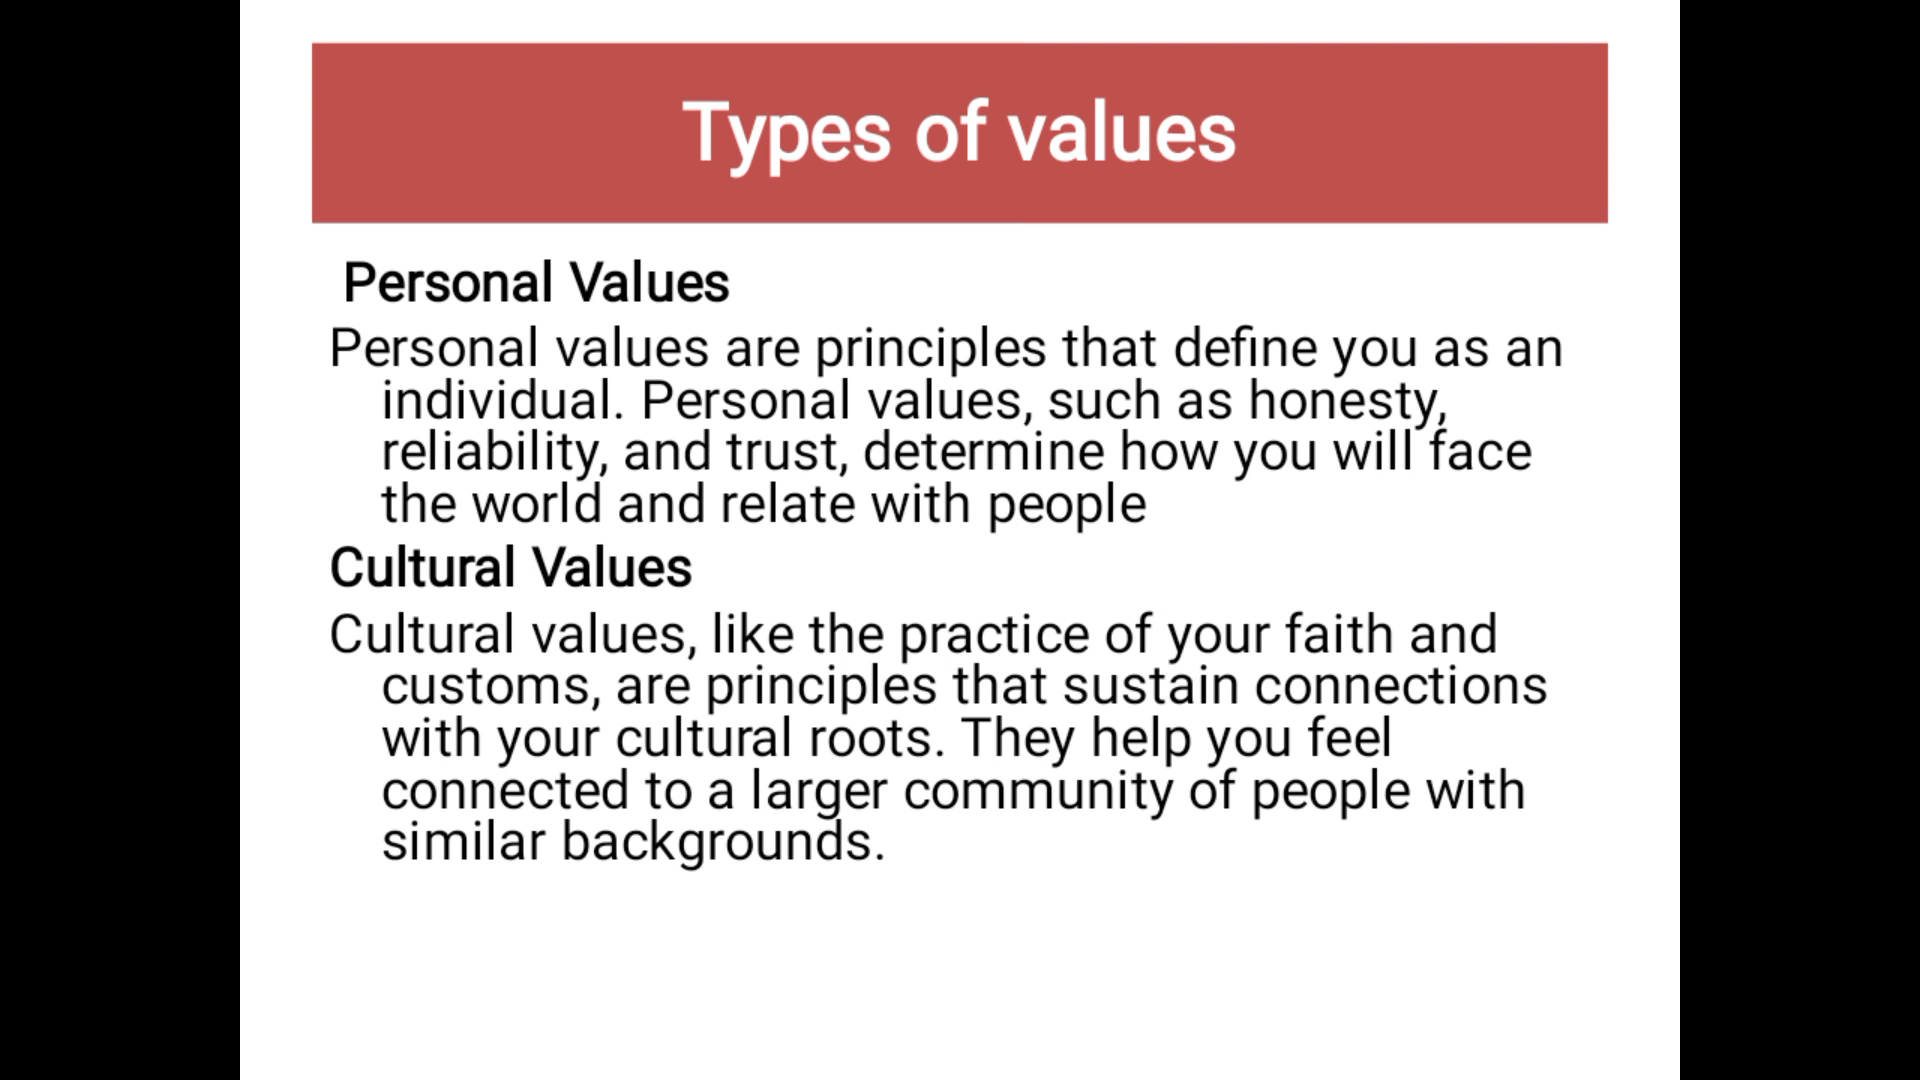 Types of values
Personal Values
Personal values are principles that define you as an
individual. Personal values, such as honesty,
reliability, and trust, determine how you will face
the world and relate with people
Cultural Values
Cultural values, like the practice of your faith and
customs, are principles that sustain connections
with your cultural roots. They help you feel
connected to a larger community of people with
similar backgrounds.